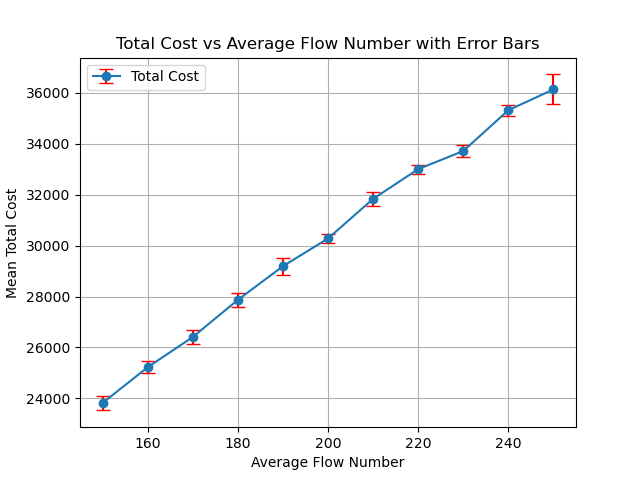 Total Cost vs Average Flow Number with Error Bars
Total Cost
36000
34000
32000
30000
28000
26000
24000
Mean Total Cost
160 180 200 220 240
Average Flow Number